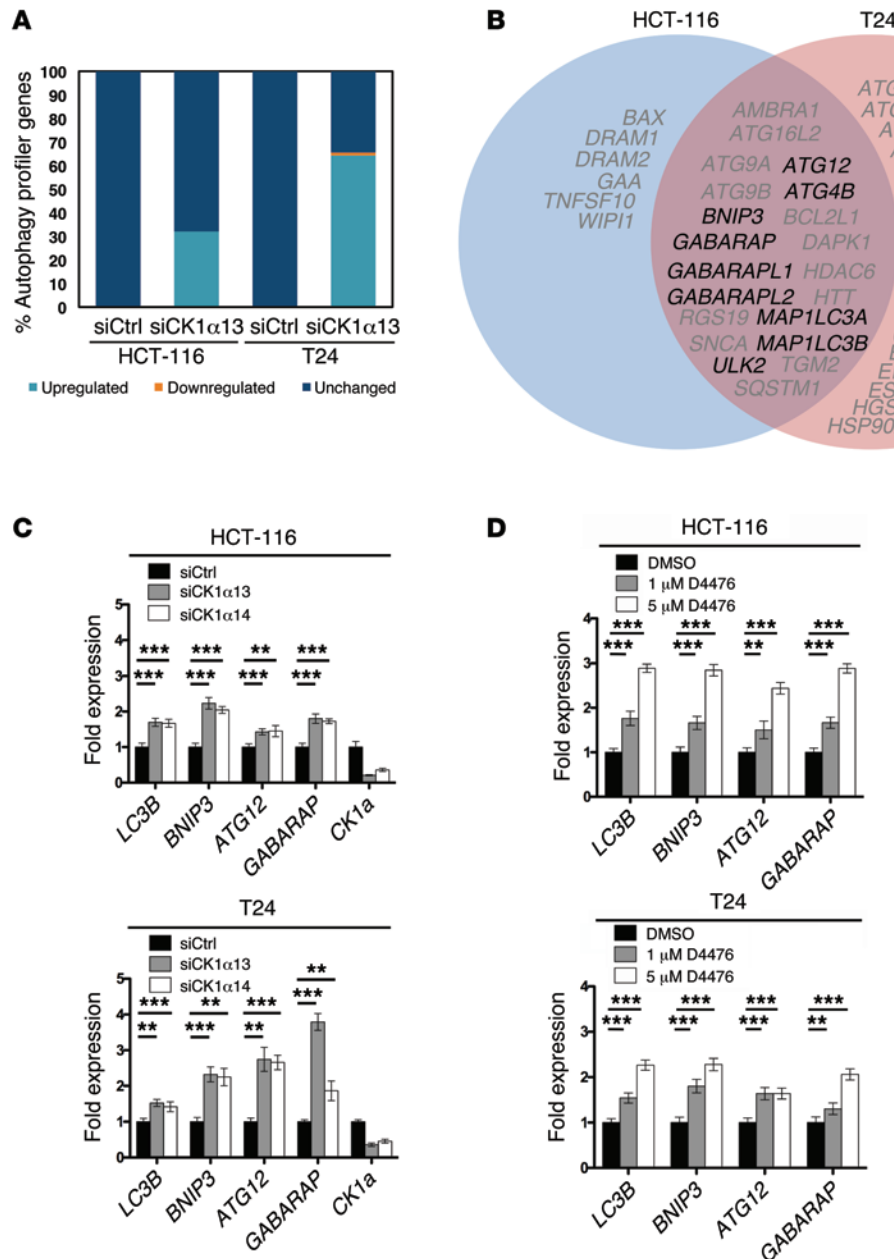 A
% Autophagy profiler genes
100
90
80
70
60
50
40
30
20
10
0
siCtrl siCK1α13 siCtrl siCK1α13
HCT-116 T24
Upregulated Downregulated Unchanged
B
HCT-116 T24
BAX
DRAM1
DRAM2
GAA
TNFSF10
WIPI1
AMBRA1
ATG16L2
ATG9A ATG12
ATG9B ATG4B
BNIP3 BCL2L1
GABARAP DAPK1
GABARAPL1 HDAC6
GABARAPL2 HTT
RGS19 MAP1LC3A
SNCA MAP1LC3B
ULK2 TGM2
SQSTM1
ATG
ATG
HSP90
C
HCT-116
siCtrl
siCK1α13
siCK1α14
Fold expression
5
4
3
2
1
0
*** *** ** ***
*** *** *** ***
LC3B BNIP3 ATG12 GABARAP CK1a
T24
siCtrl
siCK1α13
siCK1α14
Fold expression
5
4
3
2
1
0
*** ** *** **
** *** ** ***
LC3B BNIP3 ATG12 GABARAP CK1a
D
HCT-116
DMSO
1 μM D4476
5 μM D4476
Fold expression
4
3
2
1
0
*** *** *** ***
*** *** ** ***
LC3B BNIP3 ATG12 GABARAP
T24
DMSO
1 μM D4476
5 μM D4476
Fold expression
4
3
2
1
0
*** *** *** ***
*** *** *** **
LC3B BNIP3 ATG12 GABARAP